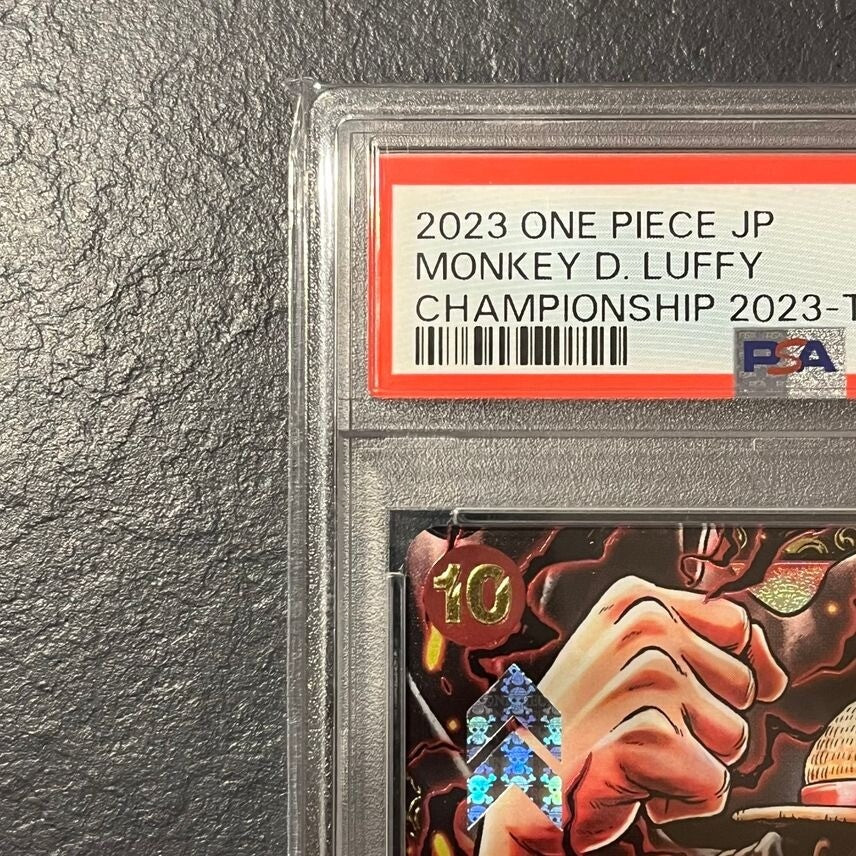 2023 ONE PIECE JP
MONKEY D. LUFFY
CHAMPIONSHIP 2023-T
PSA
10